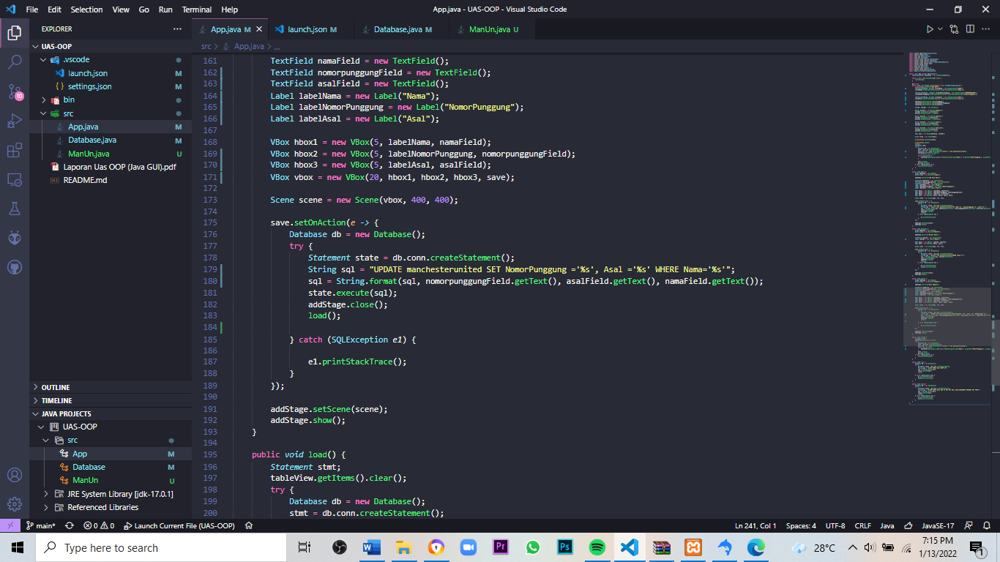 File Edit Selection View Go Run Terminal Help App.java - UAS-OOP - Visual Studio Code
EXPLORER ...
App.java M
launch.json M
Database.java M
ManUn.java U
src > App.java > ...
UAS-OOP
.vscode
launch.json M
settings.json M
bin
src
App.java M
Database.java M
ManUn.java U
Laporan Uas OOP (Java GUI).pdf
README.md
10
OUTLINE
TIMELINE
JAVA PROJECTS
UAS-OOP
src
App M
Database M
ManUn U
JRE System Library [jdk-17.0.1]
Referenced Libraries
161 TextField namaField = new TextField();
162 TextField nomorpunggungField = new TextField();
163 TextField asalField = new TextField();
164 Label labelNama = new Label("Nama");
165 Label labelNomorPunggung = new Label("NomorPunggung");
166 Label labelAsal = new Label("Asal");
167
168 VBox hbox1 = new VBox(5, labelNama, namaField);
169 VBox hbox2 = new VBox(5, labelNomorPunggung, nomorpunggungField);
170 VBox hbox3 = new VBox(5, labelAsal, asalField);
171 VBox vbox = new VBox(20, hbox1, hbox2, hbox3, save);
172
173 Scene scene = new Scene(vbox, 400, 400);
174
175 save.setOnAction(e -> {
176 Database db = new Database();
177 try {
178 Statement state = db.conn.createStatement();
179 String sql = "UPDATE manchesterunited SET NomorPunggung ='%s', Asal ='%s' WHERE Nama='%s'";
180 sql = String.format(sql, nomorpunggungField.getText(), asalField.getText(), namaField.getText());
181 state.execute(sql);
182 addStage.close();
183 load();
184
185 } catch (SQLException e1) {
186
187 e1.printStackTrace();
188 }
189 });
190
191 addStage.setScene(scene);
192 addStage.show();
193 }
194
195 public void load() {
196 Statement stmt;
197 tableView.getItems().clear();
198 try {
199 Database db = new Database();
200 stmt = db.conn.createStatement();
main* 0 0 Launch Current File (UAS-OOP) Ln 241, Col 1 Spaces: 4 UTF-8 CRLF Java JavaSE-17
Type here to search
28°C
7:15 PM
1/13/2022
1